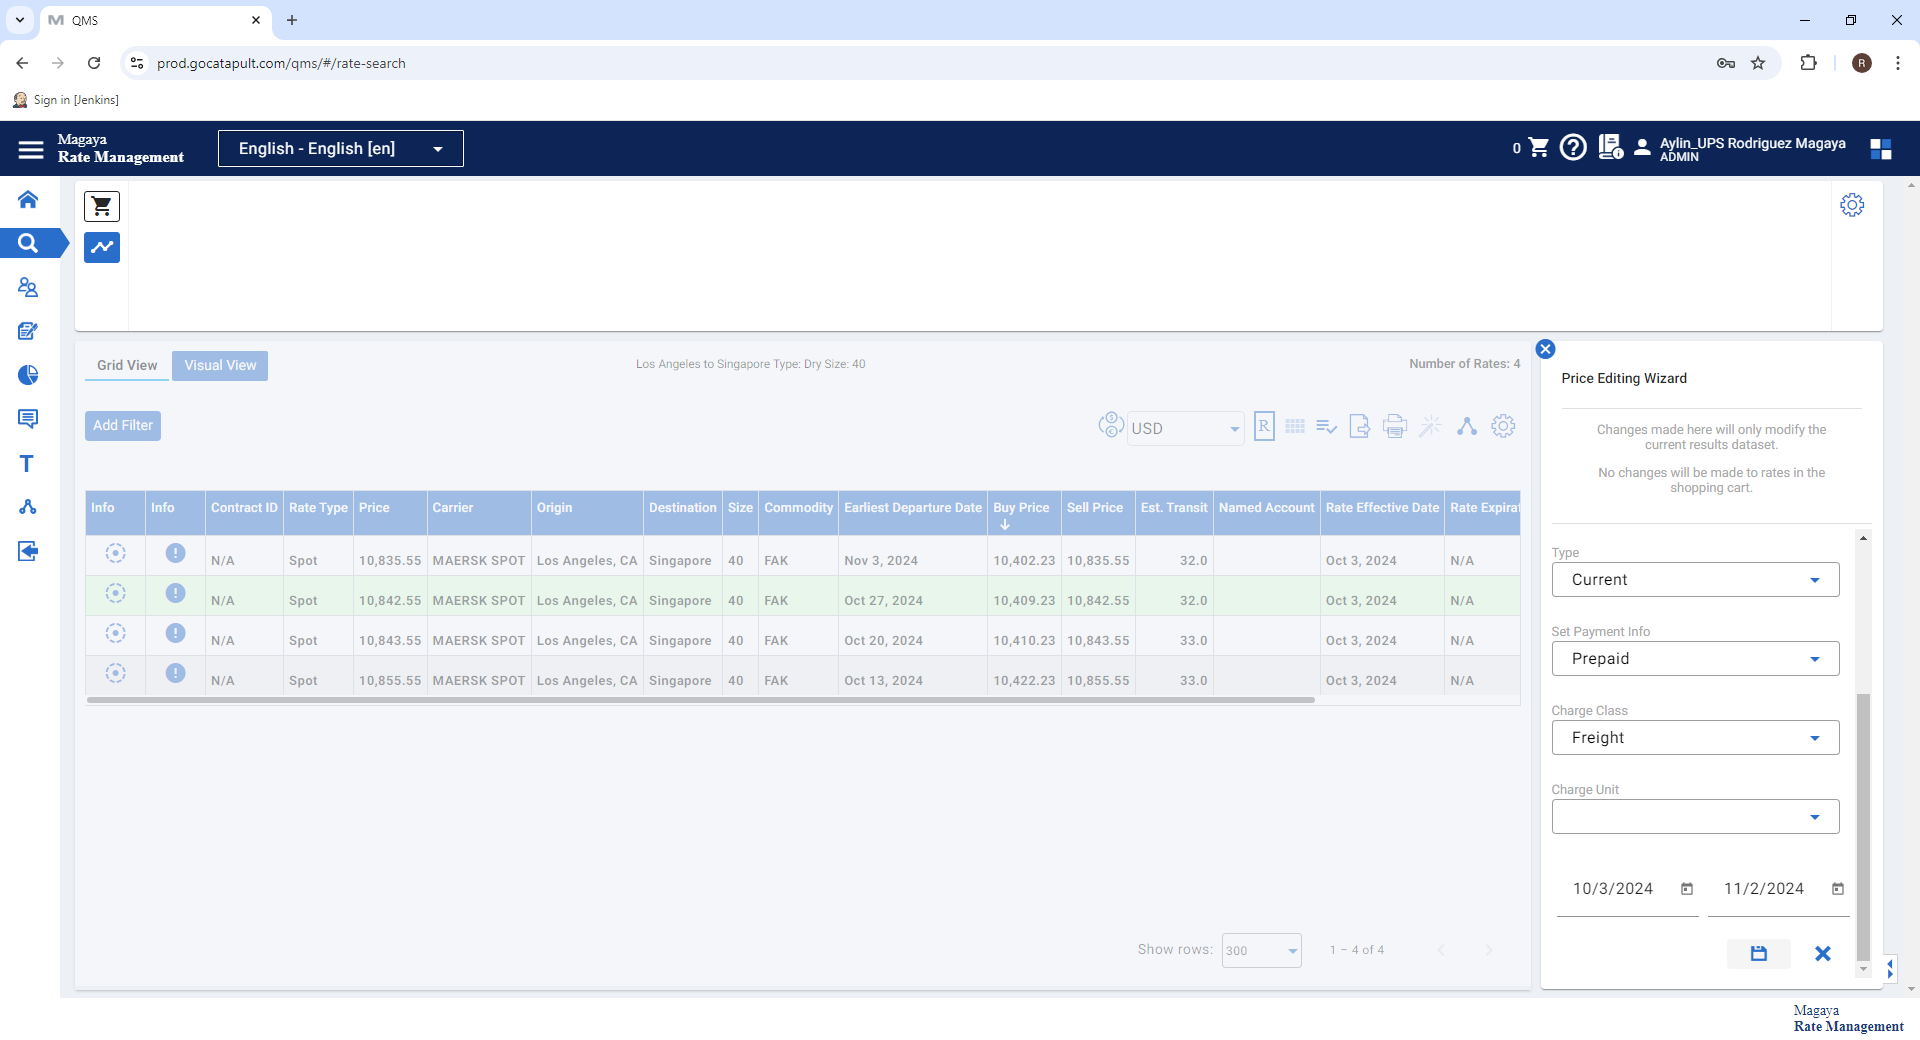 QMS
prod.gocatapult.com/qms/#/rate-search
R
Sign in [Jenkins]
Magaya
Rate Management
English - English [en]
0
Aylin_UPS Rodriguez Magaya
ADMIN
Grid View
Visual View
Los Angeles to Singapore Type: Dry Size: 40
Number of Rates: 4
Add Filter
USD
R
Info Info Contract ID Rate Type Price Carrier Origin Destination Size Commodity Earliest Departure Date Buy Price Sell Price Est. Transit Named Account Rate Effective Date Rate Expirat
N/A Spot 10,835.55 MAERSK SPOT Los Angeles, CA Singapore 40 FAK Nov 3, 2024 10,402.23 10,835.55 32.0 Oct 3, 2024 N/A
N/A Spot 10,842.55 MAERSK SPOT Los Angeles, CA Singapore 40 FAK Oct 27, 2024 10,409.23 10,842.55 32.0 Oct 3, 2024 N/A
N/A Spot 10,843.55 MAERSK SPOT Los Angeles, CA Singapore 40 FAK Oct 20, 2024 10,410.23 10,843.55 33.0 Oct 3, 2024 N/A
N/A Spot 10,855.55 MAERSK SPOT Los Angeles, CA Singapore 40 FAK Oct 13, 2024 10,422.23 10,855.55 33.0 Oct 3, 2024 N/A
Show rows: 300 1 – 4 of 4
Price Editing Wizard
Changes made here will only modify the
current results dataset.
No changes will be made to rates in the
shopping cart.
Type
Current
Set Payment Info
Prepaid
Charge Class
Freight
Charge Unit
10/3/2024 11/2/2024
Magaya
Rate Management